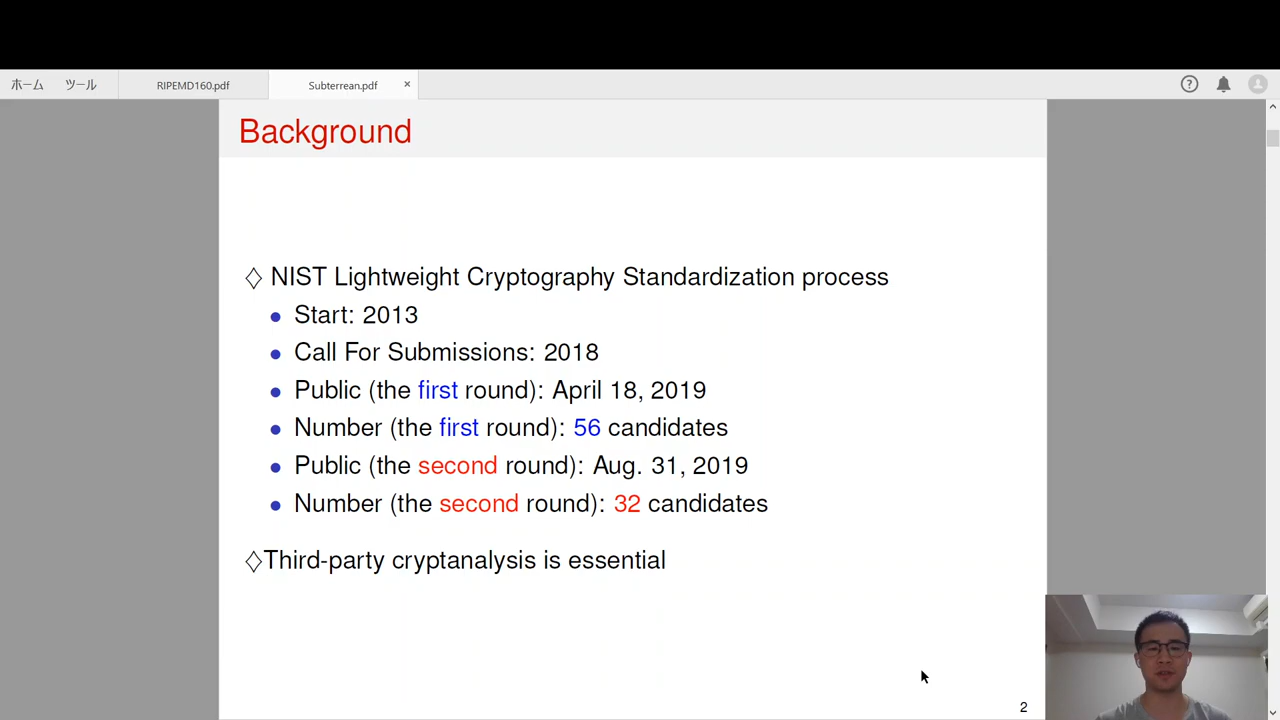 ホーム ツール RIPEMD160.pdf Subterrean.pdf × ?
Background
◇ NIST Lightweight Cryptography Standardization process
• Start: 2013
• Call For Submissions: 2018
• Public (the first round): April 18, 2019
• Number (the first round): 56 candidates
• Public (the second round): Aug. 31, 2019
• Number (the second round): 32 candidates
◇Third-party cryptanalysis is essential
2